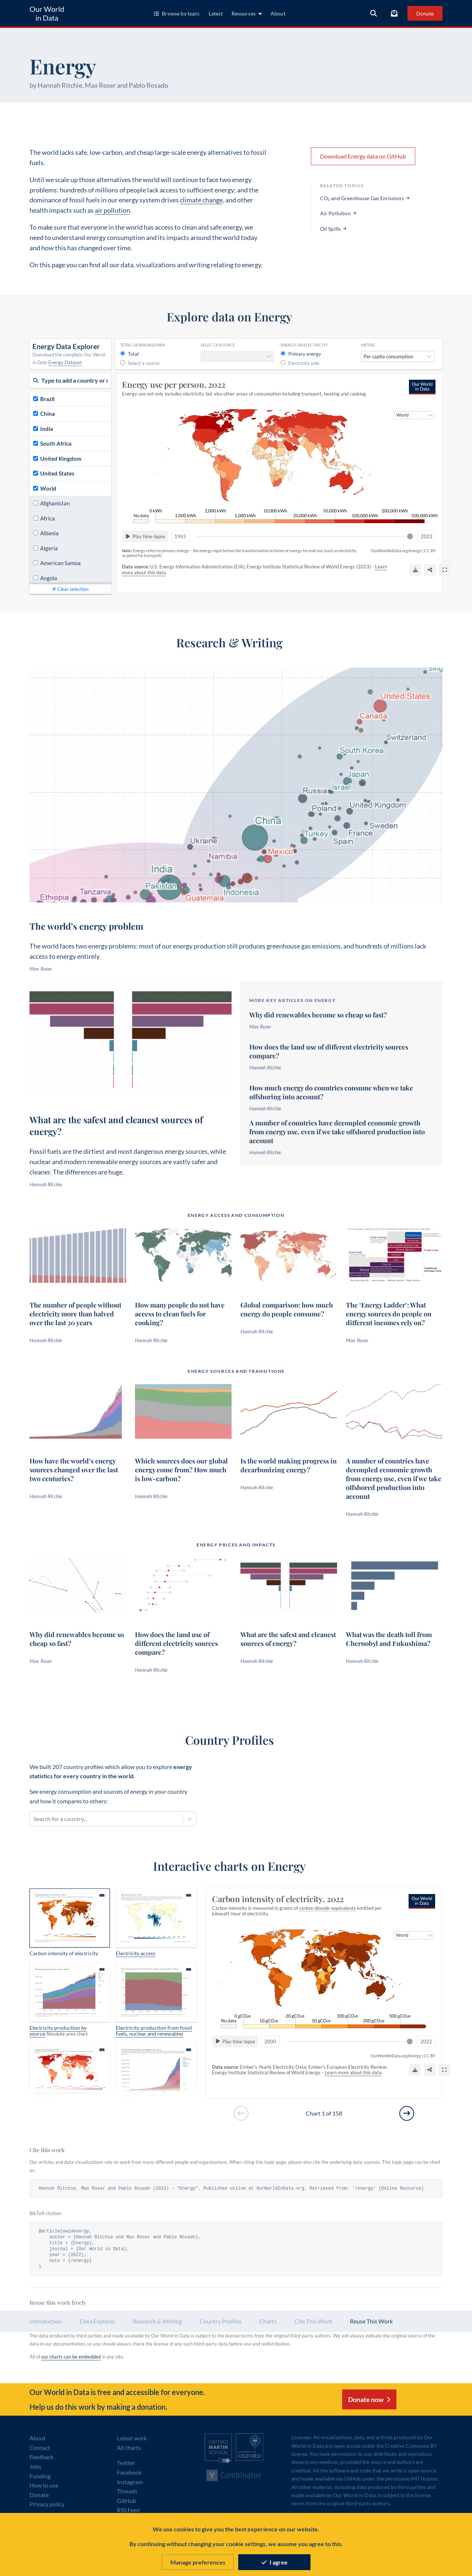 Our World
in Data
Browse by topic
Latest
Resources
About
Donate
Energy
by Hannah Ritchie, Max Roser and Pablo Rosado
The world lacks safe, low-carbon, and cheap large-scale energy alternatives to fossil
fuels.
Until we scale up those alternatives the world will continue to face two energy
problems: hundreds of millions of people lack access to sufficient energy; and the
dominance of fossil fuels in our energy system drives climate change, and other
health impacts such as air pollution.
To make sure everyone in the world has access to clean and safe energy, we
need to understand energy consumption and its impacts around the world today
and how this has changed over time.
On this page you can find all our data, visualizations and writing relating to energy.
Download Energy data on GitHub
RELATED TOPICS
CO₂ and Greenhouse Gas Emissions
Air Pollution
Oil Spills
Explore data on Energy
Energy Data Explorer
Download the complete Our World
in Data Energy Dataset.
TOTAL OR BREAKDOWN
Total
Select a source
SELECT A SOURCE
ENERGY OR ELECTRICITY
Primary energy
Electricity only
METRIC
Per capita consumption
Type to add a country or r
Brazil
China
India
South Africa
United Kingdom
United States
World
Afghanistan
Africa
Albania
Algeria
American Samoa
Angola
Clear selection
Energy use per person, 2022
Energy use not only includes electricity, but also other areas of consumption including transport, heating and cooking.
Our World
in Data
World
No data
0 kWh
1,000 kWh
2,000 kWh
5,000 kWh
10,000 kWh
25,000 kWh
50,000 kWh
100,000 kWh
200,000 kWh
500,000 kWh
Play time-lapse
1965
2022
Note: Energy refers to primary energy – the energy input before the transformation to forms of energy for end-use (such as electricity
or petrol for transport).
OurWorldInData.org/energy | CC BY
Data source: U.S. Energy Information Administration (EIA); Energy Institute Statistical Review of World Energy (2023) - Learn
more about this data
Research & Writing
United States
Canada
Switzerland
South Korea
Japan
Israel
Russia
Poland
United Kingdom
China
Sweden
Turkey
France
Spain
Ukraine
Namibia
Mexico
India
Pakistan
Tanzania
Indonesia
Ethiopia
Guatemala
The world’s energy problem
The world faces two energy problems: most of our energy production still produces greenhouse gas emissions, and hundreds of millions lack
access to energy entirely.
Max Roser
What are the safest and cleanest sources of
energy?
Fossil fuels are the dirtiest and most dangerous energy sources, while
nuclear and modern renewable energy sources are vastly safer and
cleaner. The differences are huge.
Hannah Ritchie
MORE KEY ARTICLES ON ENERGY
Why did renewables become so cheap so fast?
Max Roser
How does the land use of different electricity sources
compare?
Hannah Ritchie
How much energy do countries consume when we take
offshoring into account?
Hannah Ritchie
A number of countries have decoupled economic growth
from energy use, even if we take offshored production into
account
Hannah Ritchie
ENERGY ACCESS AND CONSUMPTION
The number of people without
electricity more than halved
over the last 20 years
Hannah Ritchie
How many people do not have
access to clean fuels for
cooking?
Hannah Ritchie
Global comparison: how much
energy do people consume?
Hannah Ritchie
The ‘Energy Ladder’: What
energy sources do people on
different incomes rely on?
Max Roser
ENERGY SOURCES AND TRANSITIONS
How have the world’s energy
sources changed over the last
two centuries?
Hannah Ritchie
Which sources does our global
energy come from? How much
is low-carbon?
Hannah Ritchie
Is the world making progress in
decarbonizing energy?
Hannah Ritchie
A number of countries have
decoupled economic growth
from energy use, even if we take
offshored production into
account
Hannah Ritchie
ENERGY PRICES AND IMPACTS
Why did renewables become so
cheap so fast?
Max Roser
How does the land use of
different electricity sources
compare?
Hannah Ritchie
What are the safest and cleanest
sources of energy?
Hannah Ritchie
What was the death toll from
Chernobyl and Fukushima?
Hannah Ritchie
Country Profiles
We built 207 country profiles which allow you to explore energy
statistics for every country in the world.
See energy consumption and sources of energy in your country
and how it compares to others:
Search for a country...
Interactive charts on Energy
Carbon intensity of electricity
Electricity access
Electricity production by
source Absolute area chart
Electricity production from fossil
fuels, nuclear and renewables
Carbon intensity of electricity, 2022
Carbon intensity is measured in grams of carbon dioxide-equivalents emitted per
kilowatt-hour of electricity.
Our World
in Data
World
No data
0 gCO₂e
10 gCO₂e
20 gCO₂e
50 gCO₂e
100 gCO₂e
200 gCO₂e
500 gCO₂e
Play time-lapse
2000
2022
OurWorldInData.org/energy | CC BY
Data source: Ember's Yearly Electricity Data; Ember's European Electricity Review;
Energy Institute Statistical Review of World Energy - Learn more about this data
Chart 1 of 158
Cite this work
Our articles and data visualizations rely on work from many different people and organizations. When citing this topic page, please also cite the underlying data sources. This topic page can be cited
as:
Hannah Ritchie, Max Roser and Pablo Rosado (2022) - "Energy". Published online at OurWorldInData.org. Retrieved from: '/energy' [Online Resource]
BibTeX citation
@article{owidenergy,
author = {Hannah Ritchie and Max Roser and Pablo Rosado},
title = {Energy},
journal = {Our World in Data},
year = {2022},
note = {/energy}
}
Reuse this work freely
Introduction
Data Explorer
Research & Writing
Country Profiles
Charts
Cite This Work
Reuse This Work
The data produced by third parties and made available by Our World in Data is subject to the license terms from the original third-party authors. We will always indicate the original source of the
data in our documentation, so you should always check the license of any such third-party data before use and redistribution.
All of our charts can be embedded in any site.
Our World in Data is free and accessible for everyone.
Help us do this work by making a donation.
Donate now
About
Contact
Feedback
Jobs
Funding
How to use
Donate
Privacy policy
Latest work
All charts
Twitter
Facebook
Instagram
Threads
GitHub
RSS Feed
OXFORD
MARTIN
SCHOOL
OXFORD
Y Combinator
Licenses: All visualizations, data, and articles produced by Our
World in Data are open access under the Creative Commons BY
license. You have permission to use, distribute, and reproduce
these in any medium, provided the source and authors are
credited. All the software and code that we write is open source
and made available via GitHub under the permissive MIT license.
All other material, including data produced by third parties and
made available by Our World in Data, is subject to the license
terms from the original third-party authors.
We use cookies to give you the best experience on our website.
By continuing without changing your cookie settings, we assume you agree to this.
Manage preferences
I agree